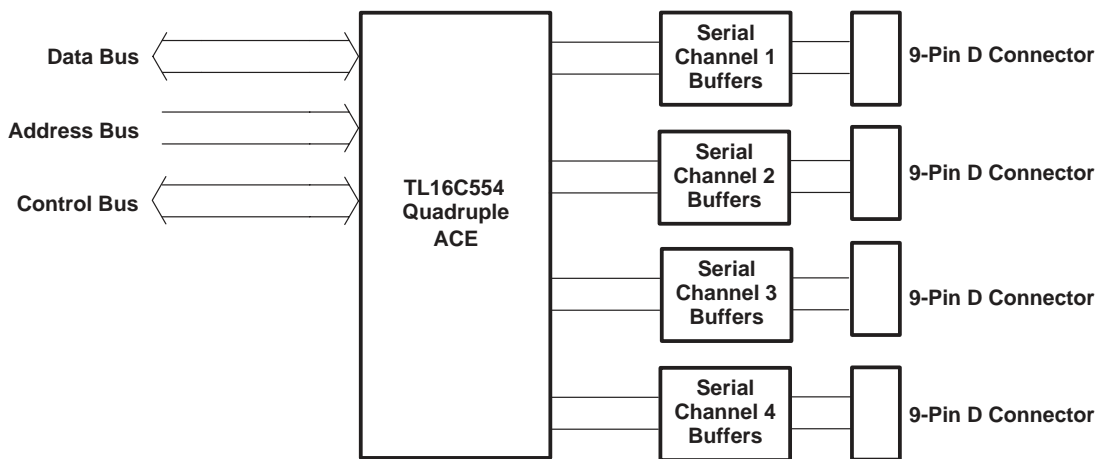 Data Bus
Address Bus
Control Bus
TL16C554
Quadruple
ACE
Serial
Channel 1
Buffers
9-Pin D Connector
Serial
Channel 2
Buffers
9-Pin D Connector
Serial
Channel 3
Buffers
9-Pin D Connector
Serial
Channel 4
Buffers
9-Pin D Connector